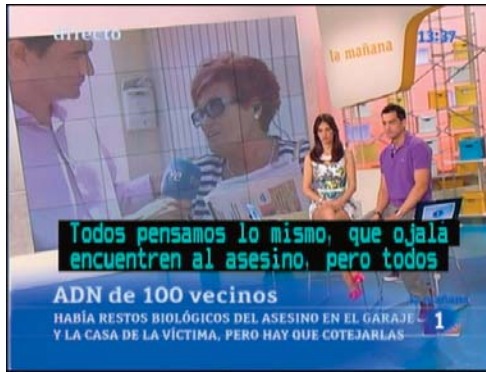 directo
13:37
la mañana
Todos pensamos lo mismo, que ojalá
encuentren al asesino, pero todos
ADN de 100 vecinos
la mañana
HABÍA RESTOS BIOLÓGICOS DEL ASESINO EN EL GARAJE
Y LA CASA DE LA VÍCTIMA, PERO HAY QUE COTEJARLAS
1